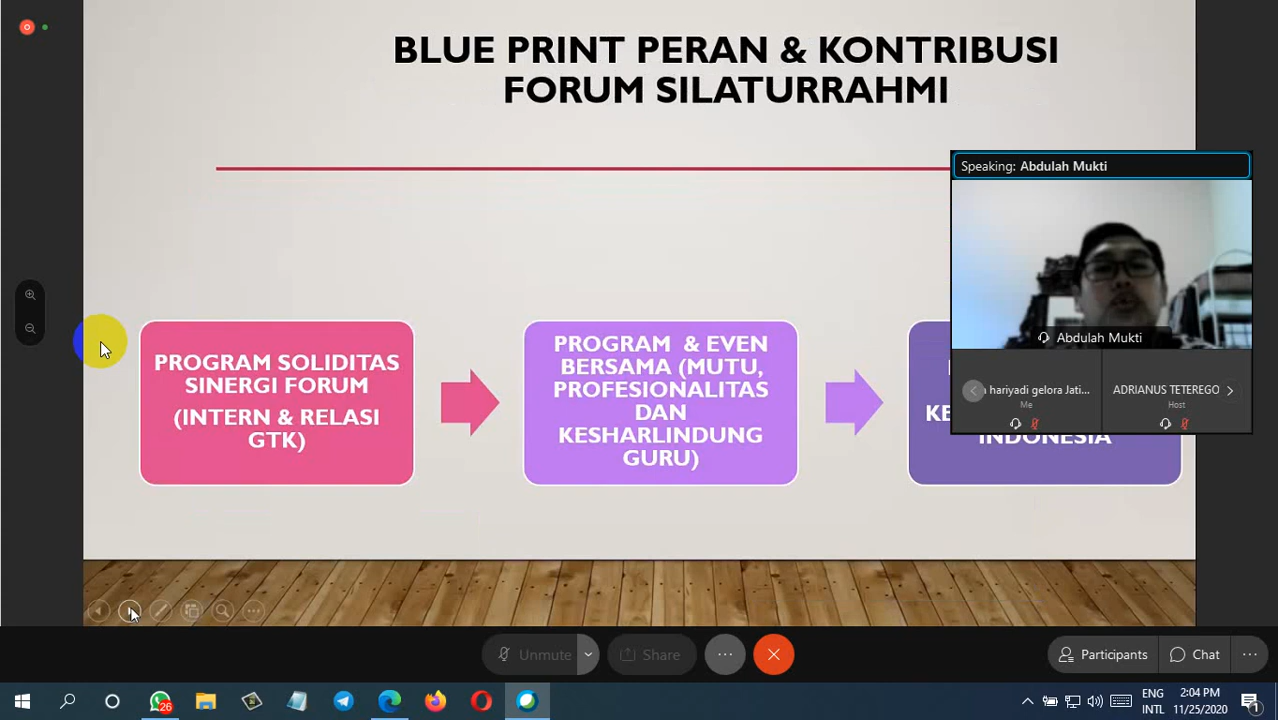 BLUE PRINT PERAN & KONTRIBUSI
FORUM SILATURRAHMI
Speaking: Abdulah Mukti
Abdulah Mukti
hariyadi gelora Jati...
Me
ADRIANUS TETEREGO
Host
PROGRAM SOLIDITAS
SINERGI FORUM
(INTERN & RELASI
GTK)
PROGRAM & EVEN
BERSAMA (MUTU,
PROFESIONALITAS
DAN
KESHARLINDUNG
GURU)
INDONESIA
Unmute
Share
Participants
Chat
26
ENG
INTL
2:04 PM
11/25/2020
1